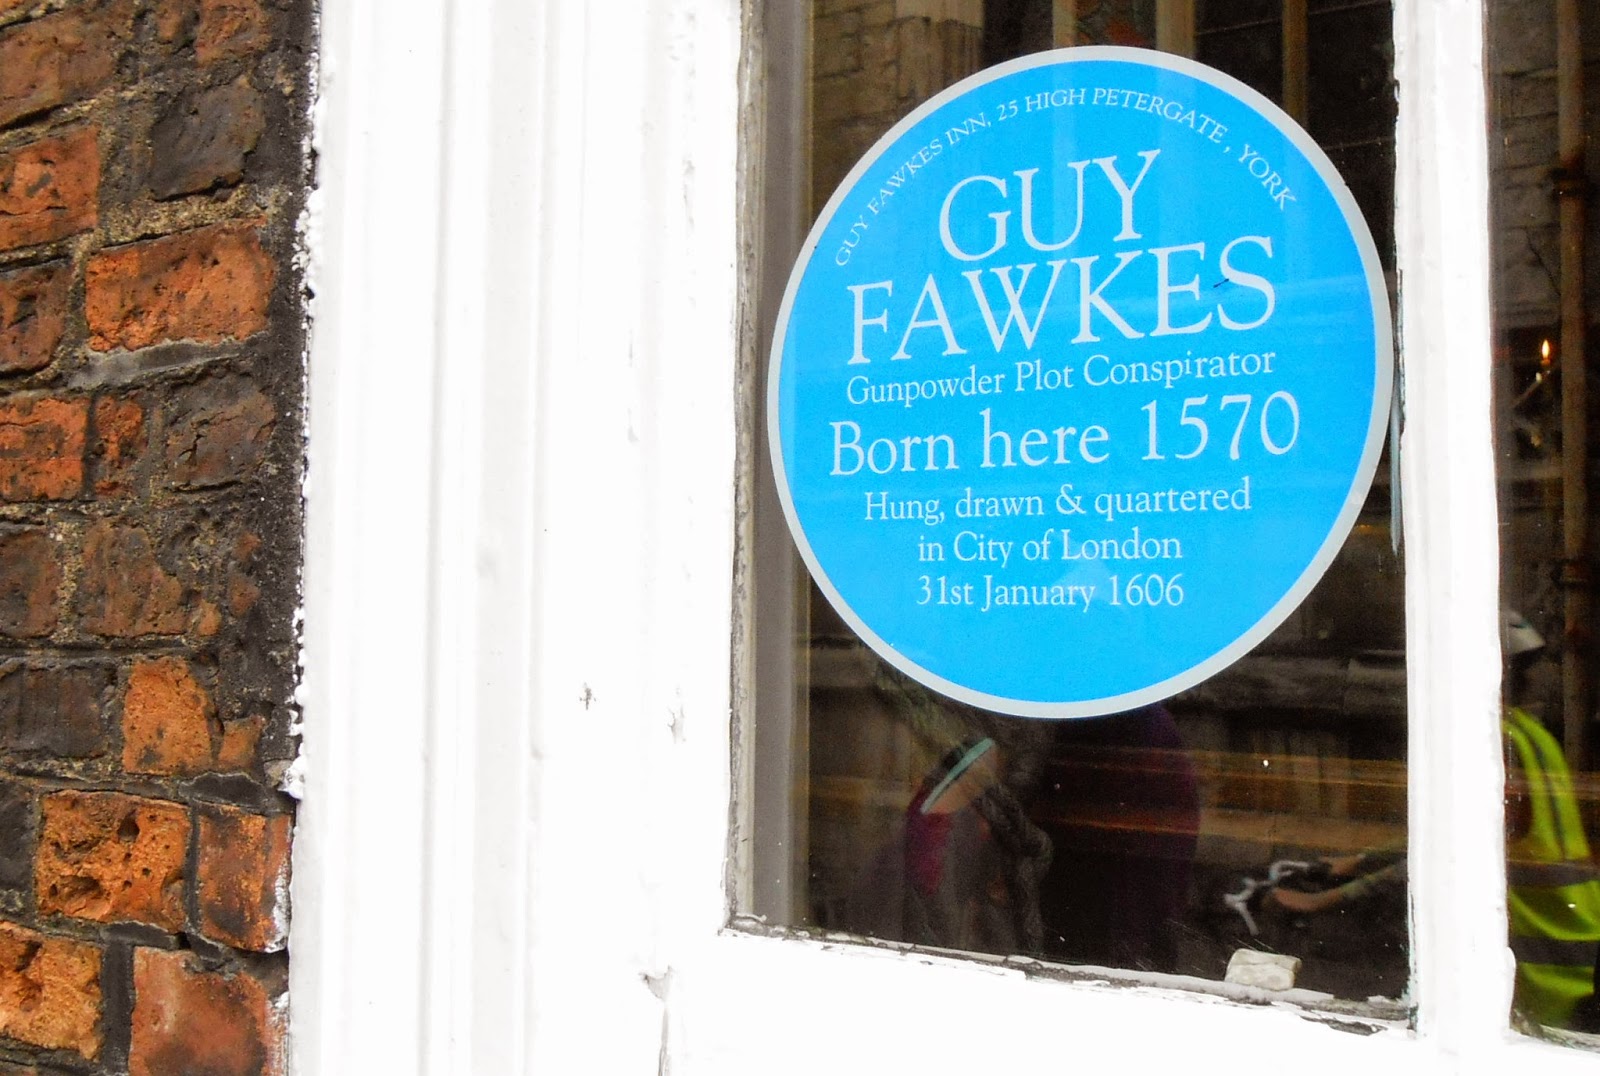 GUY FAWKES INN, 25 HIGH PETERGATE, YORK
GUY
FAWKES
Gunpowder Plot Conspirator
Born here 1570
Hung, drawn & quartered
in City of London
31st January 1606